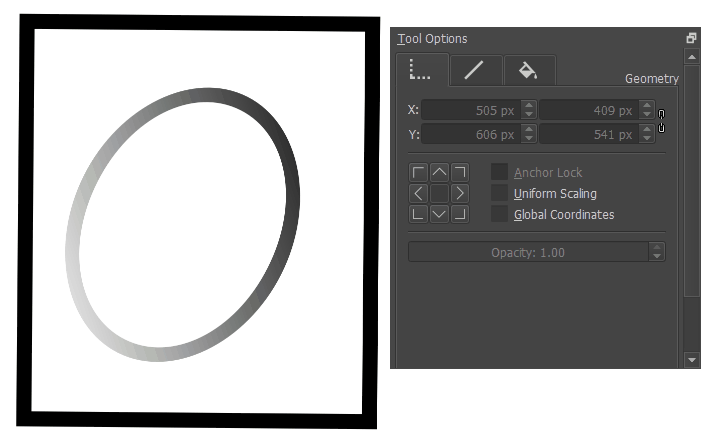 Tool Options
Geometry
X: 505 px 409 px
Y: 606 px 541 px
Anchor Lock
Uniform Scaling
Global Coordinates
Opacity: 1.00